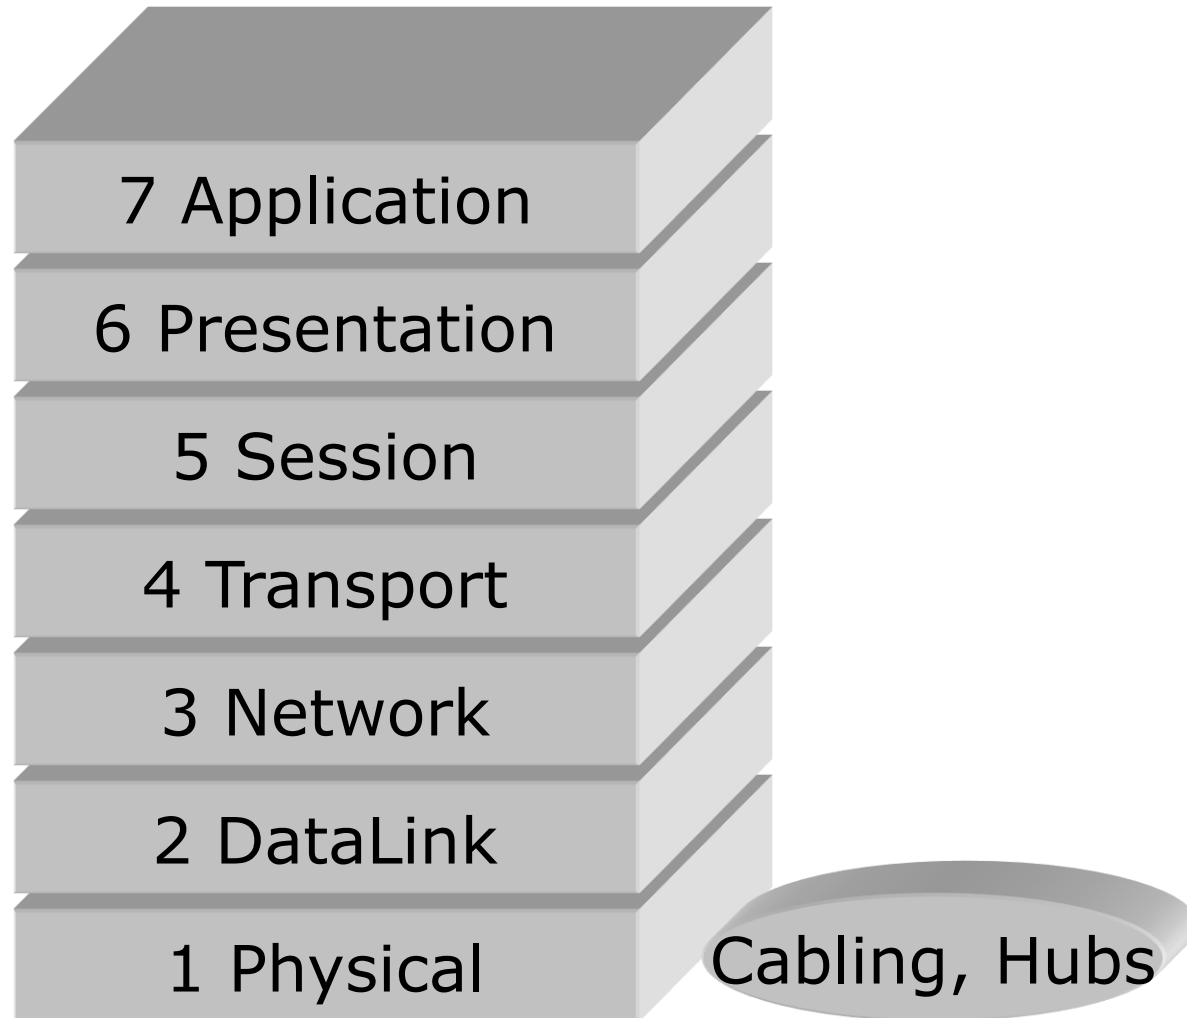 7 Application
6 Presentation
5 Session
4 Transport
3 Network
2 DataLink
1 Physical
Cabling, Hubs